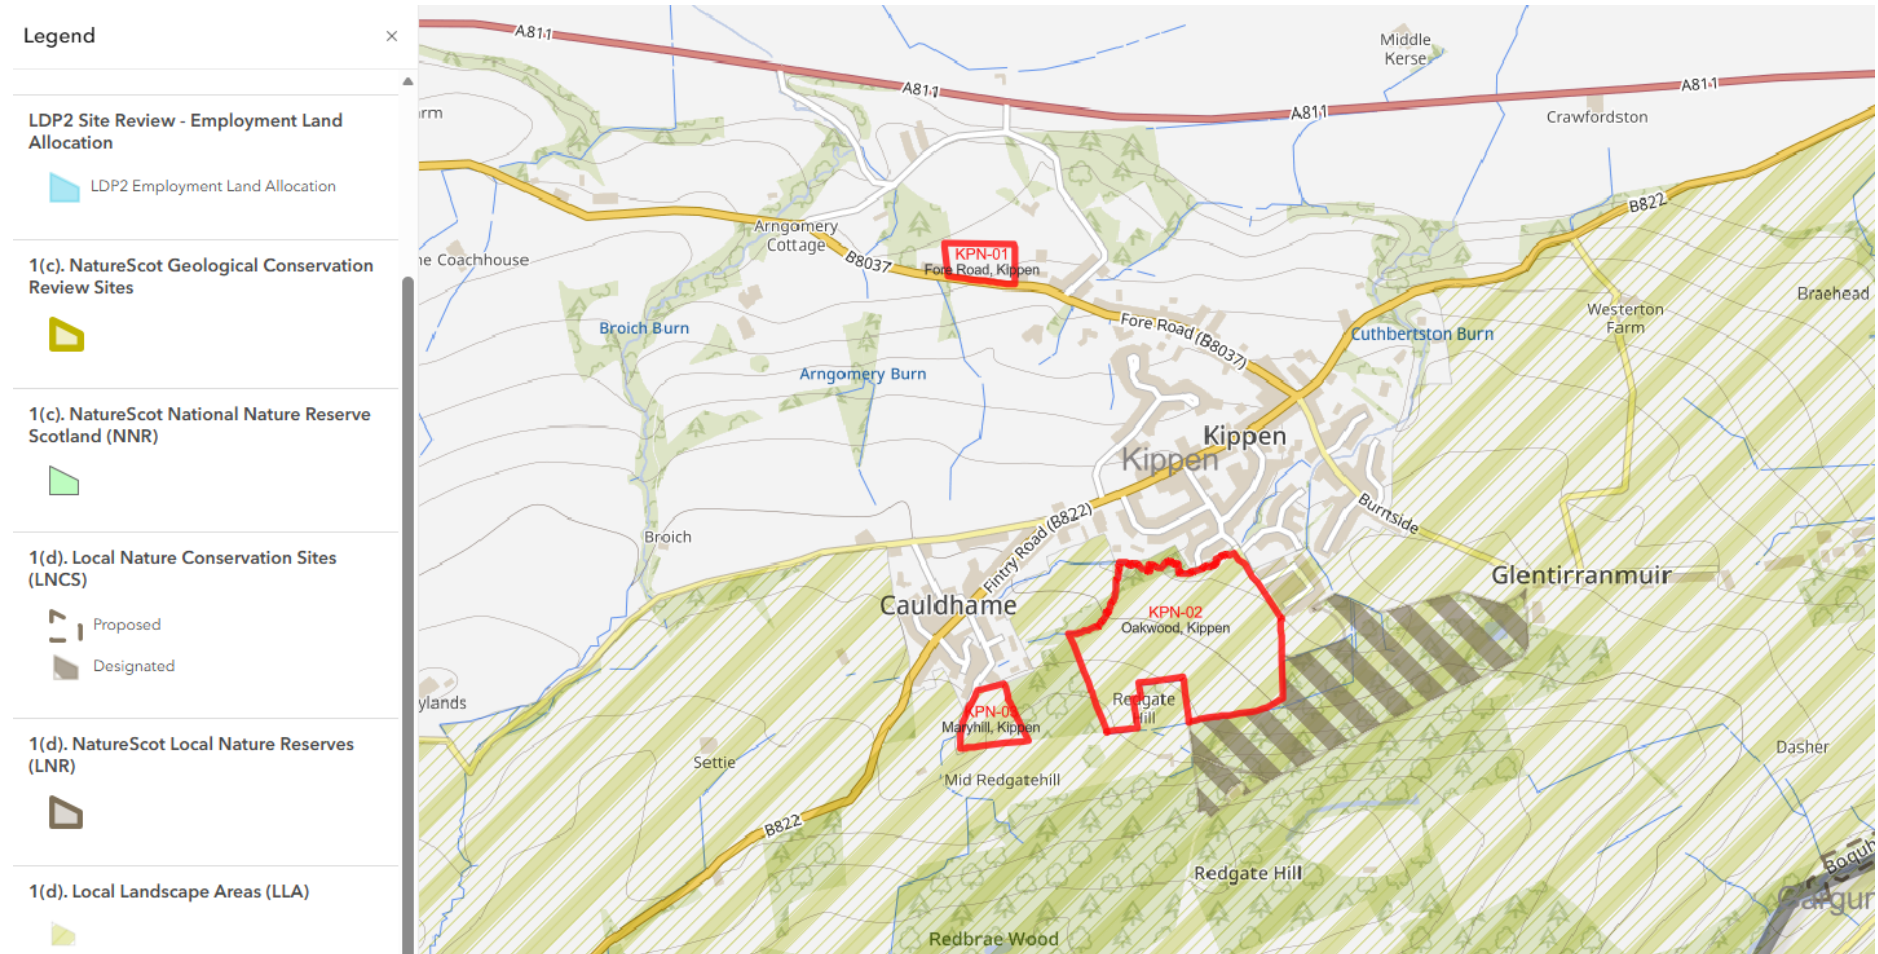 Legend
LDP2 Site Review - Employment Land
Allocation
LDP2 Employment Land Allocation
1(c). NatureScot Geological Conservation
Review Sites
1(c). NatureScot National Nature Reserve
Scotland (NNR)
1(d). Local Nature Conservation Sites
(LNCS)
Proposed
Designated
1(d). NatureScot Local Nature Reserves
(LNR)
1(d). Local Landscape Areas (LLA)
A811
Middle
Kerse
A811
A811
A811
Crawfordston
B822
Arngomery
Cottage
B8037
KPN-01
Fore Road, Kippen
Coachhouse
Braehead
Westerton
Farm
Broich Burn
Fore Road (B8037)
Cuthbertston Burn
Arngomery Burn
Kippen
Kippen
Burnside
Fintry Road (B822)
Broich
Glentirranmuir
Cauldhame
KPN-02
Oakwood, Kippen
Redgate
Hill
Maryhill, Kippen
Settie
Mid Redgatehill
Dasher
B822
Redgate Hill
Redbrae Wood